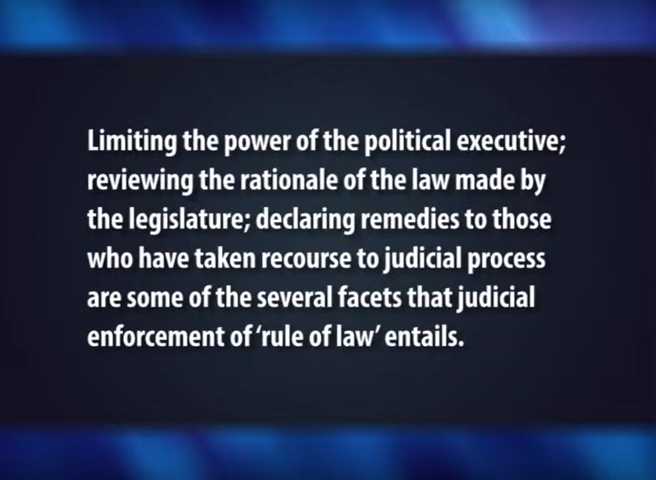 Limiting the power of the political executive;
reviewing the rationale of the law made by
the legislature; declaring remedies to those
who have taken recourse to judicial process
are some of the several facets that judicial
enforcement of ‘rule of law’ entails.